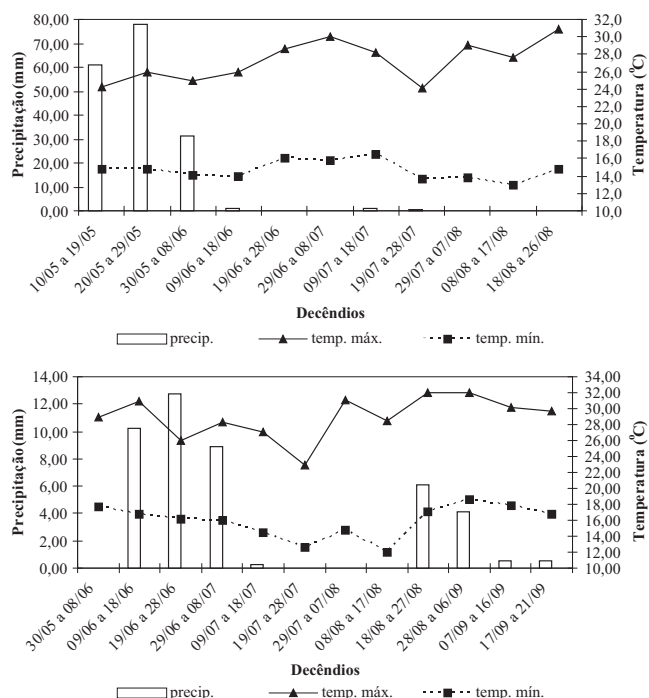 80,00 32,0
70,00 30,0
60,00 28,0
50,00 26,0
40,00 24,0
30,00 22,0
20,00 20,0
10,00 18,0
0,00 16,0
14,0
12,0
10,0
Precipitação (mm)
Temperatura (°C)
10/05 a 19/05
20/05 a 29/05
30/05 a 08/06
09/06 a 18/06
19/06 a 28/06
29/06 a 08/07
09/07 a 18/07
19/07 a 28/07
29/07 a 07/08
08/08 a 17/08
18/08 a 26/08
Decêndios
precip. temp. máx. temp. mín.
14,00 34,00
12,00 32,00
10,00 30,00
8,00 28,00
6,00 26,00
4,00 24,00
2,00 22,00
0,00 20,00
18,00
16,00
14,00
12,00
10,00
Precipitação (mm)
Temperatura (°C)
30/05 a 08/06
09/06 a 18/06
19/06 a 28/06
29/06 a 08/07
09/07 a 18/07
19/07 a 28/07
29/07 a 07/08
08/08 a 17/08
18/08 a 27/08
28/08 a 06/09
07/09 a 16/09
17/09 a 21/09
Decêndios
precip. temp. máx. temp. mín.